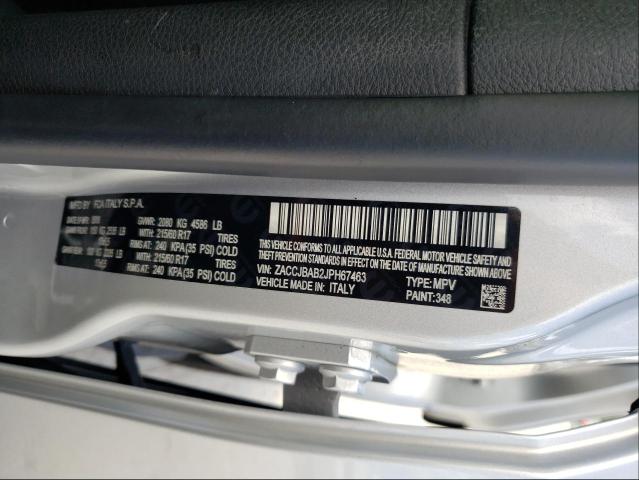 MFD BY FCA ITALY S.P.A.
GVWR: 2080 KG 4586 LB
WITH 215/60 R17 TIRES
RIMS AT: 240 KPA(35 PSI) COLD
WITH 215/60 R17 TIRES
RIMS AT: 240 KPA(35 PSI) COLD
THIS VEHICLE CONFORMS TO ALL APPLICABLE U.S.A. FEDERAL MOTOR VEHICLE SAFETY,
BUMPER, AND THEFT PREVENTION STANDARDS IN EFFECT ON THE DATE OF MANUFACTURE SHOWN ABOVE.
VIN: ZACCJBAB2JPH67463 TYPE: MPV
VEHICLE MADE IN: ITALY PAINT: 348